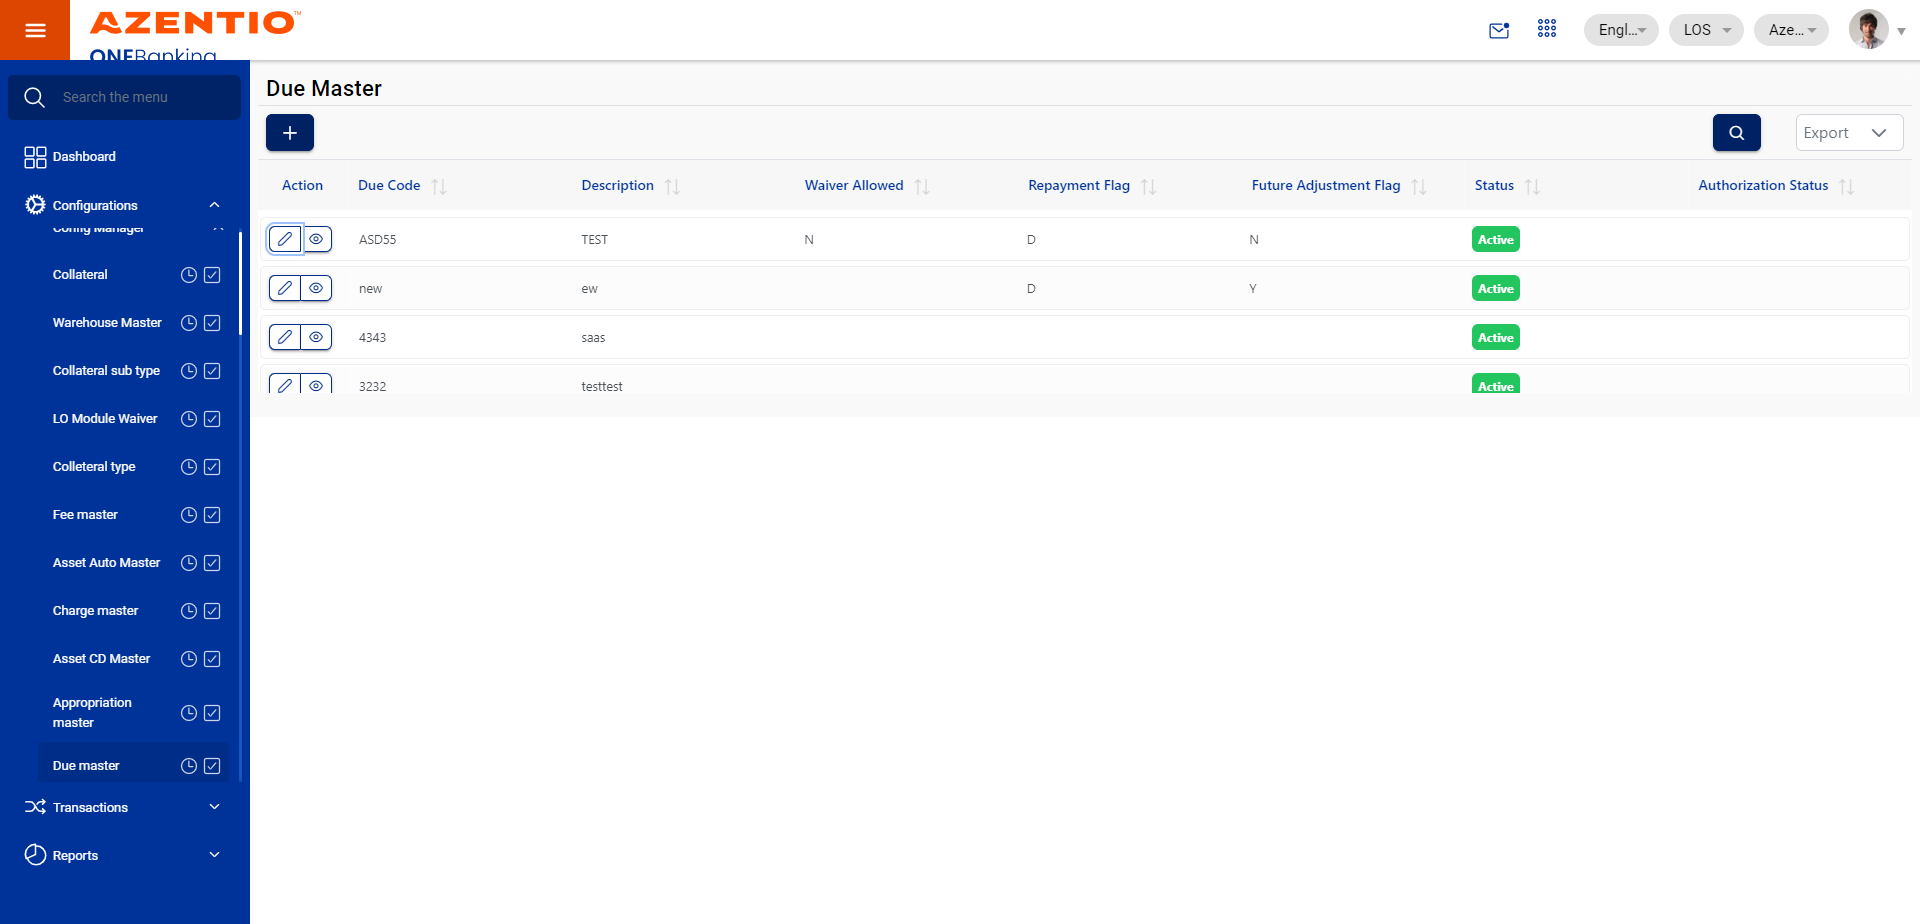 AZENTIO™
ONEBanking
Engl...
LOS
Aze...
Search the menu
Dashboard
Configurations
Config Manager
Collateral
Warehouse Master
Collateral sub type
LO Module Waiver
Colleteral type
Fee master
Asset Auto Master
Charge master
Asset CD Master
Appropriation
master
Due master
Transactions
Reports
Due Master
Export
Action Due Code Description Waiver Allowed Repayment Flag Future Adjustment Flag Status Authorization Status
ASD55 TEST N D N Active
new ew D Y Active
4343 saas Active
3232 testtest Active